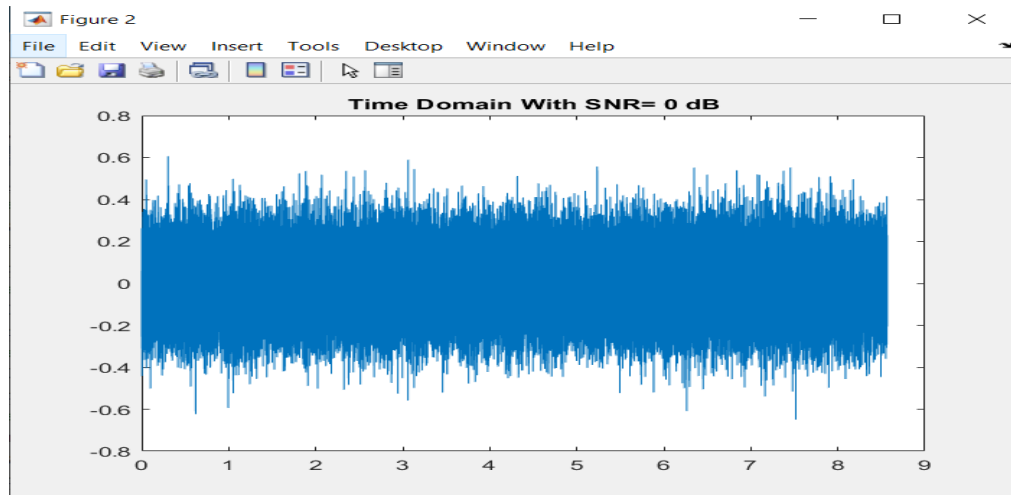 Figure 2
File Edit View Insert Tools Desktop Window Help
Time Domain With SNR= 0 dB
0.8
0.6
0.4
0.2
0
-0.2
-0.4
-0.6
-0.8
0 1 2 3 4 5 6 7 8 9